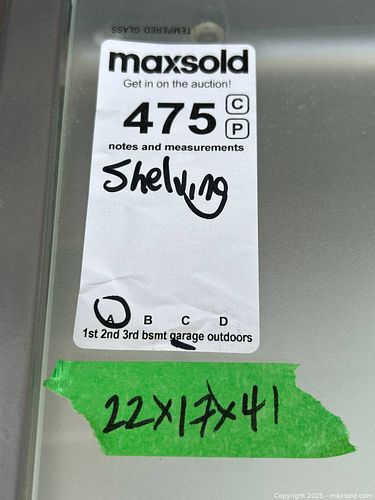 TEMPERED GLASS
maxsold
Get in on the auction!
475 C
P
notes and measurements
Shelving
A B C D
1st 2nd 3rd bsmt garage outdoors
22x17x41
Copyright 2025 - maxsold.com